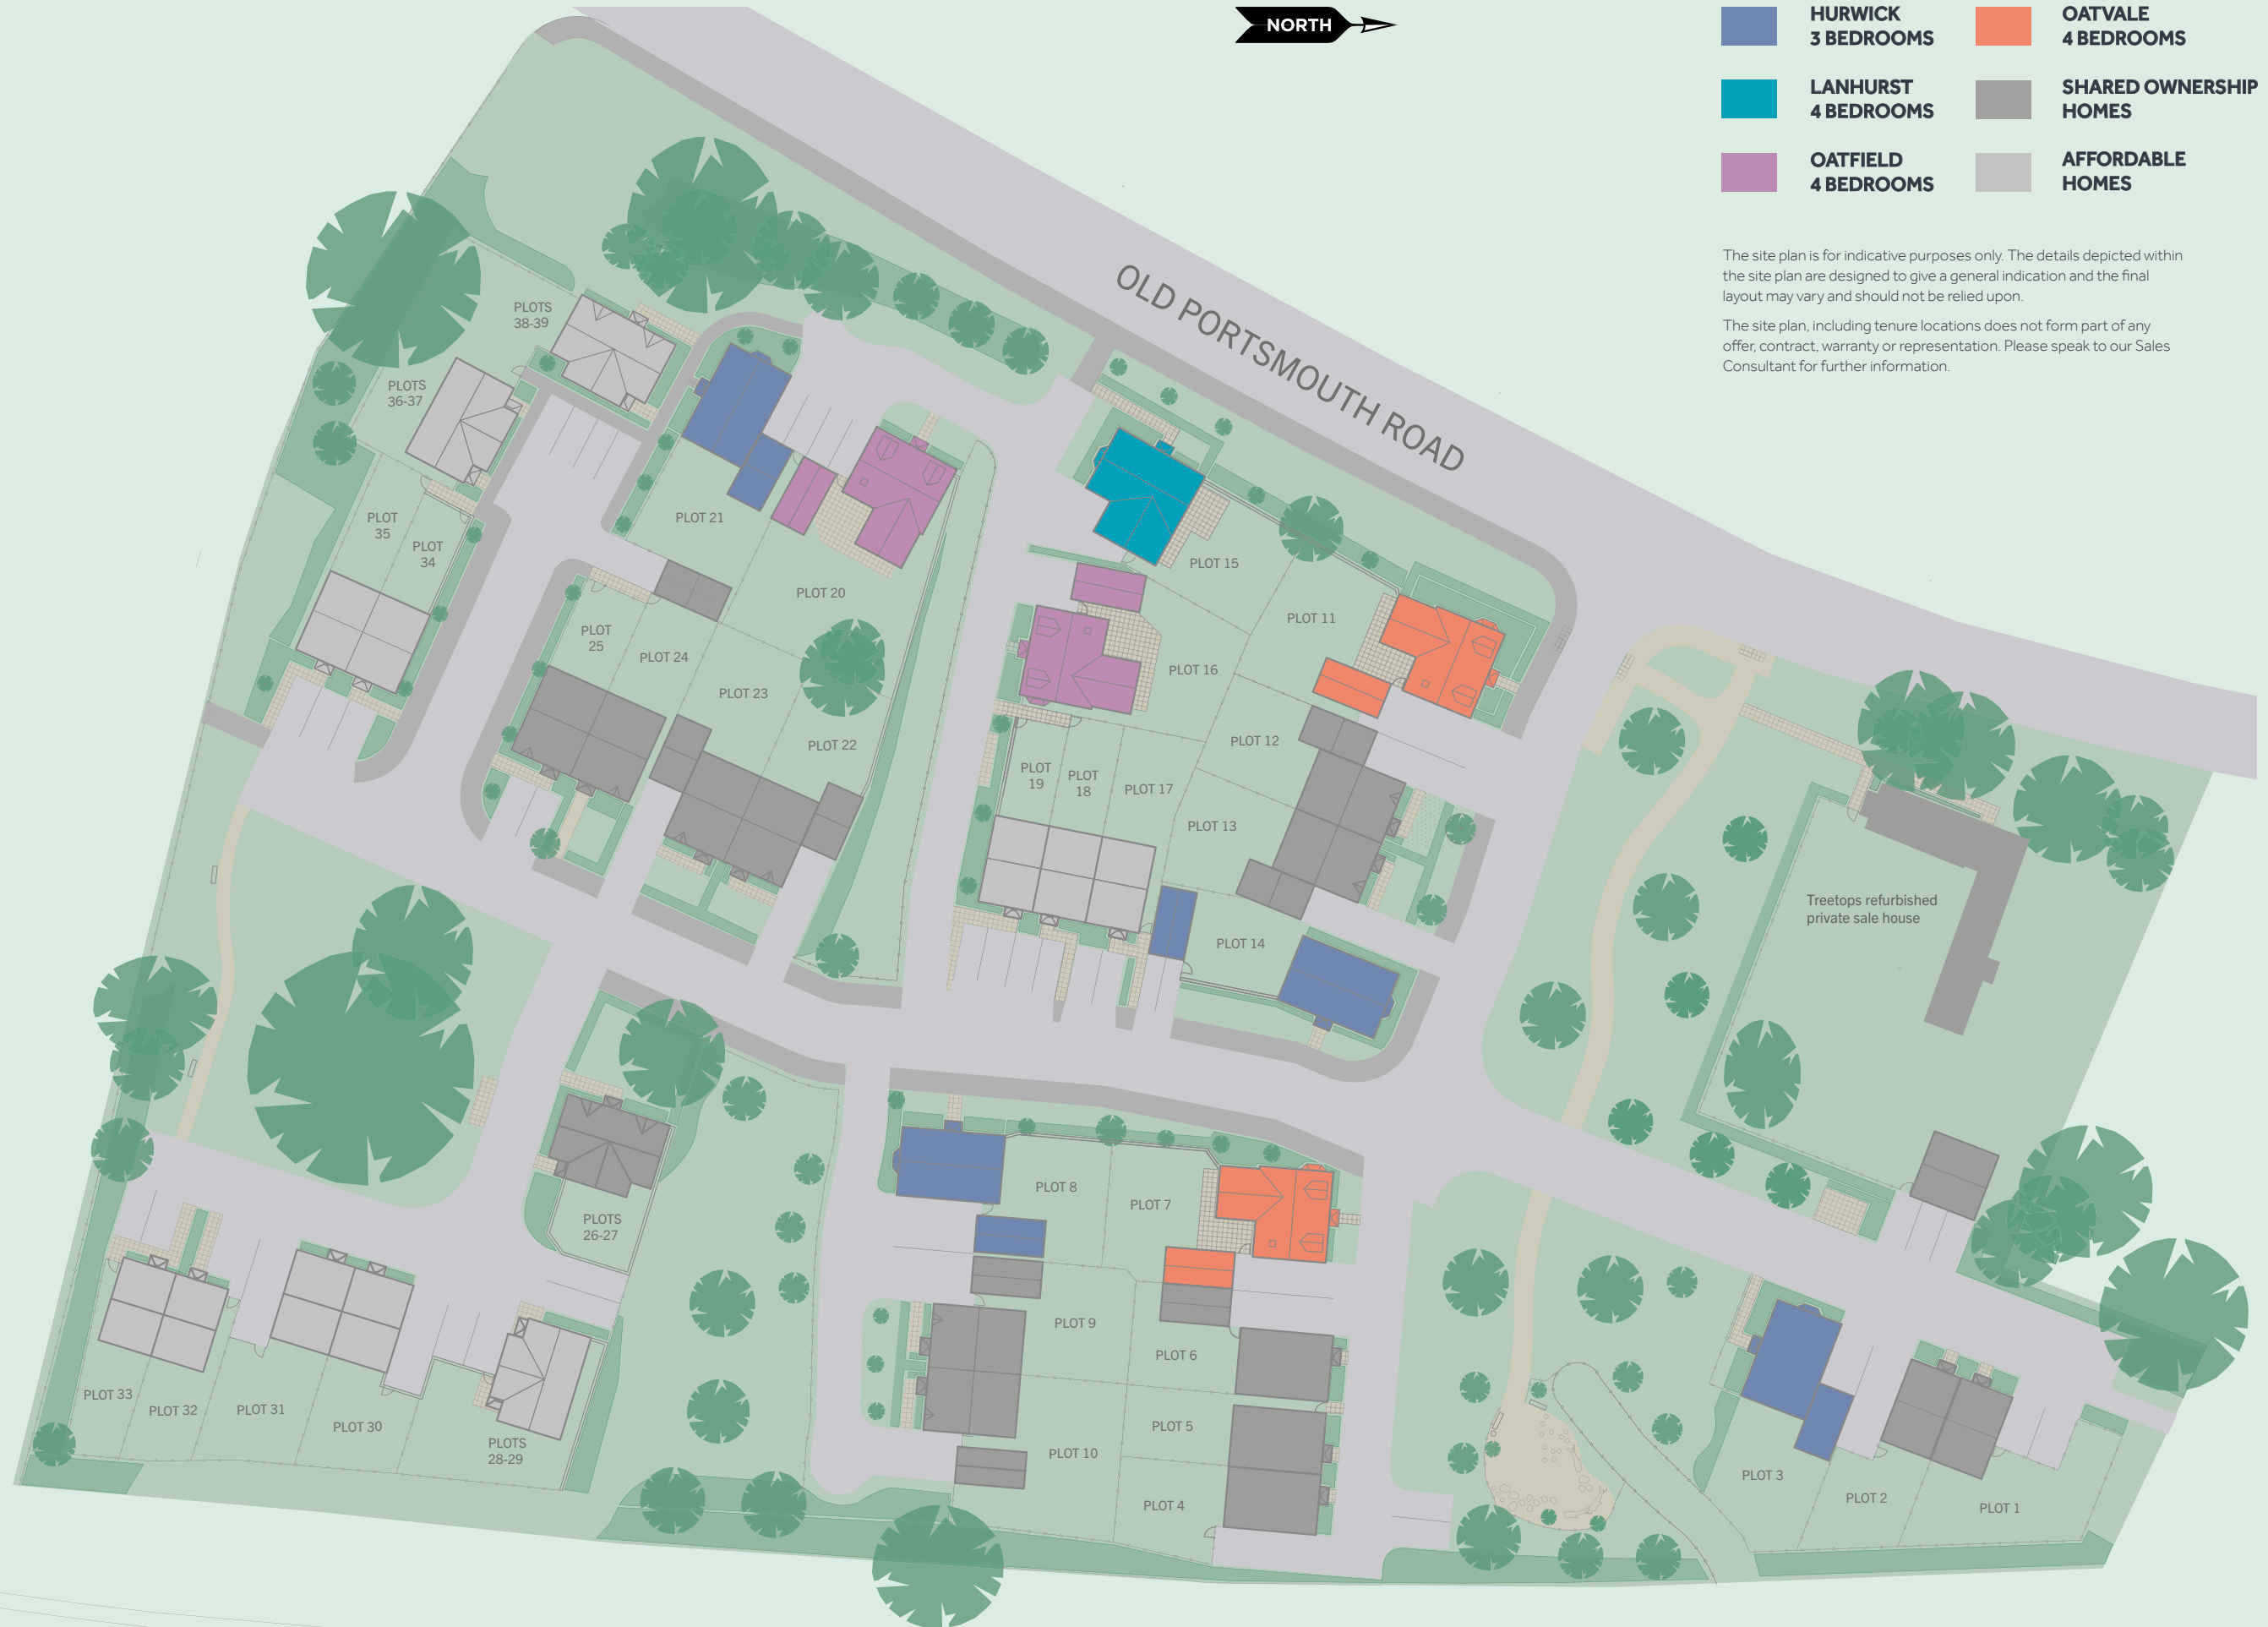 NORTH
HURWICK
3 BEDROOMS
OATVALE
4 BEDROOMS
LANHURST
4 BEDROOMS
SHARED OWNERSHIP
HOMES
OATFIELD
4 BEDROOMS
AFFORDABLE
HOMES
The site plan is for indicative purposes only. The details depicted within
the site plan are designed to give a general indication and the final
layout may vary and should not be relied upon.
The site plan, including tenure locations does not form part of any
offer, contract, warranty or representation. Please speak to our Sales
Consultant for further information.
OLD PORTSMOUTH ROAD
PLOTS
38-39
PLOTS
36-37
PLOT
35
PLOT
34
PLOT 21
PLOT 20
PLOT
25
PLOT 24
PLOT 23
PLOT 22
PLOT 15
PLOT 11
PLOT 16
PLOT 12
PLOT
19
PLOT
18
PLOT 17
PLOT 13
PLOT 14
Treetops refurbished
private sale house
PLOTS
26-27
PLOT 8
PLOT 7
PLOT 9
PLOT 6
PLOT 10
PLOT 5
PLOT 4
PLOT 33
PLOT 32
PLOT 31
PLOT 30
PLOTS
28-29
PLOT 3
PLOT 2
PLOT 1